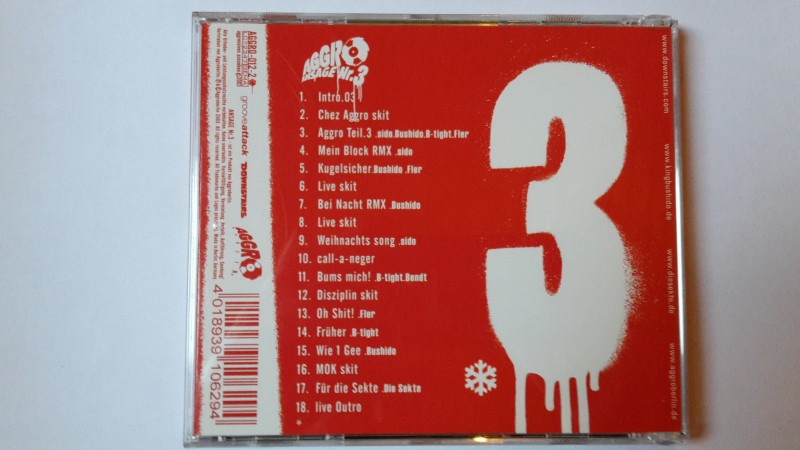 AGGRO
ANSAGE Nr.3
1. Intro.03
2. Chez Aggro skit
3. Aggro Teil.3 .sido.Bushido.B-tight.Fler
4. Mein Block RMX .sido
5. Kugelsicher.Bushido .Fler
6. Live skit
7. Bei Nacht RMX .Bushido
8. Live skit
9. Weihnachts song .sido
10. call-a-neger
11. Bums mich! .B-tight.Bendt
12. Disziplin skit
13. Oh Shit! .Fler
14. Früher .B-tight
15. Wie 1 Gee .Bushido
16. MOK skit
17. Für die Sekte .Die Sekte
18. live Outro
3
www.downstairs.com
www.kingbushido.de
www.diesekte.de
www.aggroberlin.de
AGGRO-012-2
grooveattack
DOWNSTAIRS
AGGRO
4 018939 106294